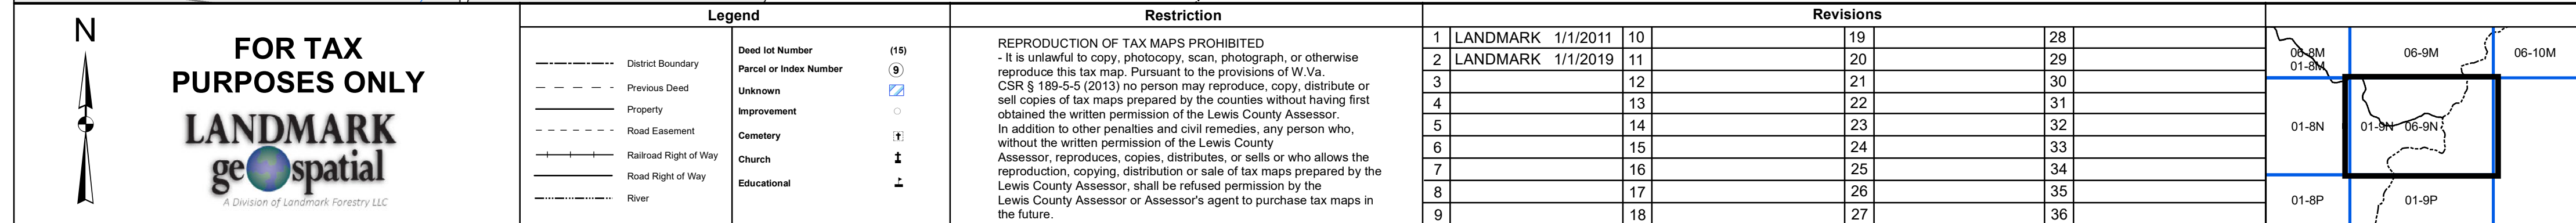 N
FOR TAX
PURPOSES ONLY
LANDMARK
geospatial
A Division of Landmark Forestry LLC
Legend
District Boundary
Previous Deed
Property
Road Easement
Railroad Right of Way
Road Right of Way
River
Deed lot Number (15)
Parcel or Index Number 9
Unknown
Improvement
Cemetery
Church
Educational
Restriction
REPRODUCTION OF TAX MAPS PROHIBITED
- It is unlawful to copy, photocopy, scan, photograph, or otherwise
reproduce this tax map. Pursuant to the provisions of W.Va.
CSR § 189-5-5 (2013) no person may reproduce, copy, distribute or
sell copies of tax maps prepared by the counties without having first
obtained the written permission of the Lewis County Assessor.
In addition to other penalties and civil remedies, any person who,
without the written permission of the Lewis County
Assessor, reproduces, copies, distributes, or sells or who allows the
reproduction, copying, distribution or sale of tax maps prepared by the
Lewis County Assessor, shall be refused permission by the
Lewis County Assessor or Assessor's agent to purchase tax maps in
the future.
Revisions
1 LANDMARK 1/1/2011 10 19 28
2 LANDMARK 1/1/2019 11 20 29
3 12 21 30
4 13 22 31
5 14 23 32
6 15 24 33
7 16 25 34
8 17 26 35
9 18 27 36
06-8M 06-9M 06-10M
01-8M
01-8N 01-9N 06-9N
01-8P 01-9P